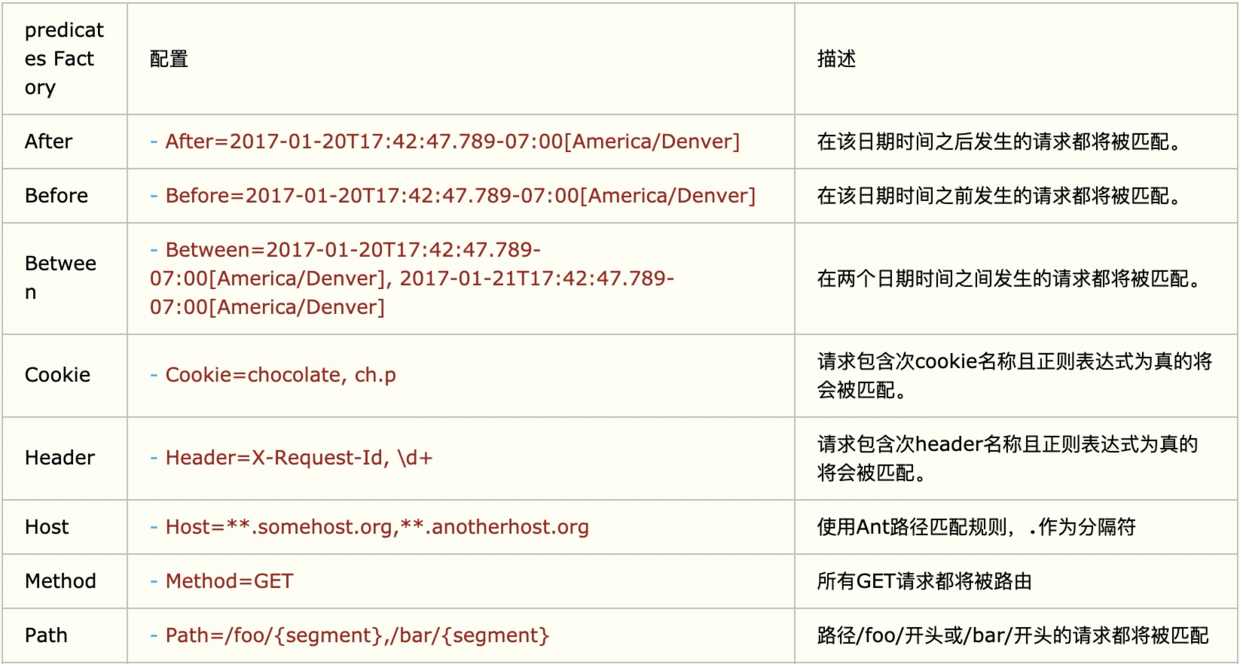 predicat
es Fact
ory
配置
描述
After
- After=2017-01-20T17:42:47.789-07:00[America/Denver]
在该日期时间之后发生的请求都将被匹配。
Before
- Before=2017-01-20T17:42:47.789-07:00[America/Denver]
在该日期时间之前发生的请求都将被匹配。
Betwee
n
- Between=2017-01-20T17:42:47.789-
07:00[America/Denver], 2017-01-21T17:42:47.789-
07:00[America/Denver]
在两个日期时间之间发生的请求都将被匹配。
Cookie
- Cookie=chocolate, ch.p
请求包含次cookie名称且正则表达式为真的将
会被匹配。
Header
- Header=X-Request-Id, \d+
请求包含次header名称且正则表达式为真的
将会被匹配。
Host
- Host=**.somehost.org,**.anotherhost.org
使用Ant路径匹配规则，.作为分隔符
Method
- Method=GET
所有GET请求都将被路由
Path
- Path=/foo/{segment},/bar/{segment}
路径/foo/开头或/bar/开头的请求都将被匹配